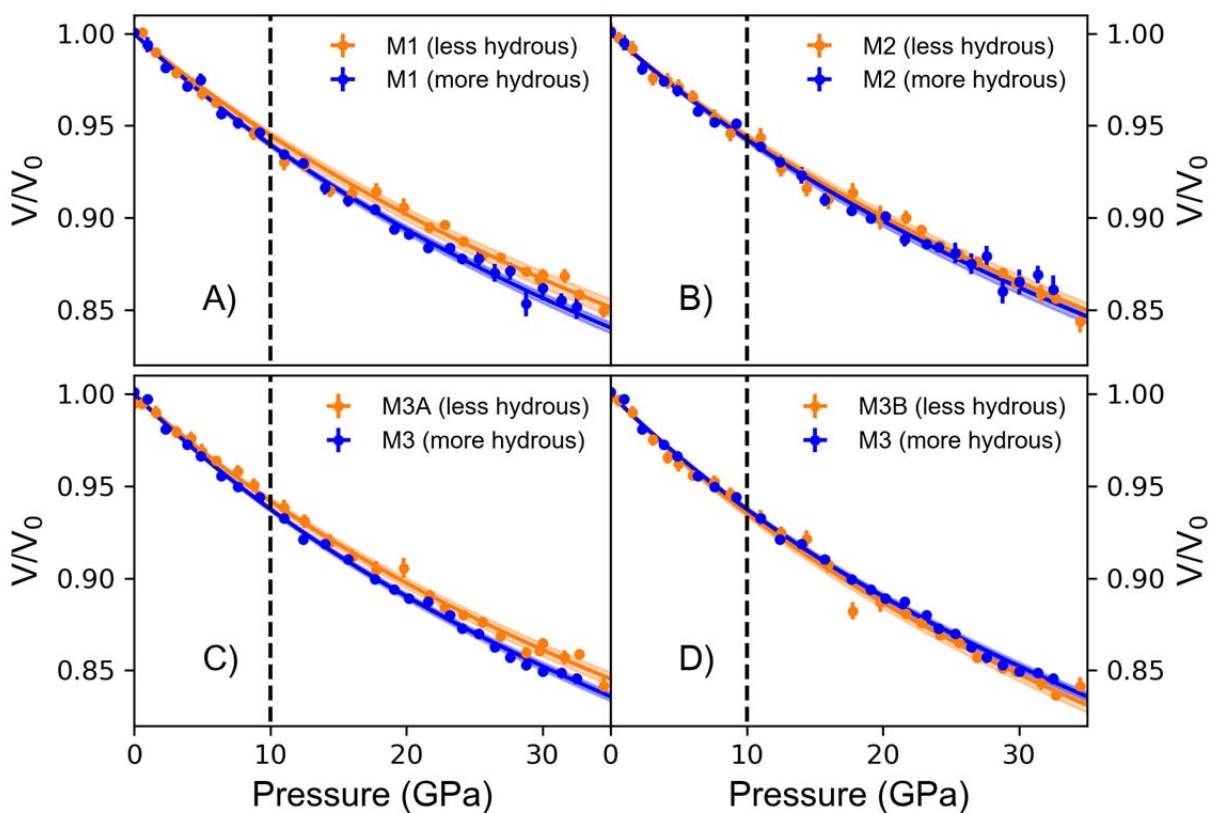 1.00
0.95
0.90
0.85
V/V0
M1 (less hydrous)
M1 (more hydrous)
A)
M2 (less hydrous)
M2 (more hydrous)
B)
1.00
0.95
0.90
0.85
V/V0
1.00
0.95
0.90
0.85
V/V0
M3A (less hydrous)
M3 (more hydrous)
C)
M3B (less hydrous)
M3 (more hydrous)
D)
1.00
0.95
0.90
0.85
V/V0
0 10 20 30 0 10 20 30
Pressure (GPa) Pressure (GPa)